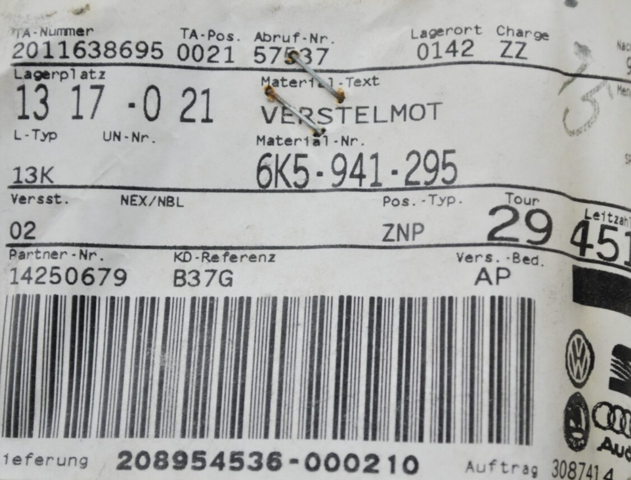 TA-Nummer TA-Pos. Abruf-Nr. Lagerort Charge
2011638695 0021 57537 0142 ZZ
Lagerplatz Material-Text
13 17 -0 21 VERSTELMOT
L-Typ UN-Nr. Material-Nr.
13K 6K5-941-295
Versst. NEX/NBL Pos.-Typ. Tour Leitzah
02 ZNP 29 451
Partner-Nr. KD-Referenz Vers.-Bed.
14250679 B37G AP
ieferung 208954536-000210 Auftrag 3087414
Aud